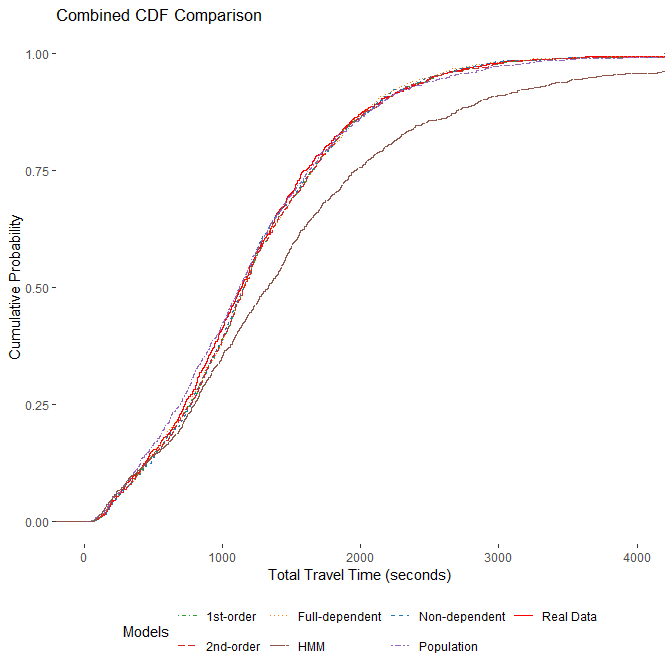 Combined CDF Comparison
1.00
0.75
0.50
0.25
0.00
Cumulative Probability
0 1000 2000 3000 4000
Total Travel Time (seconds)
Models
1st-order Full-dependent Non-dependent Real Data
2nd-order HMM Population